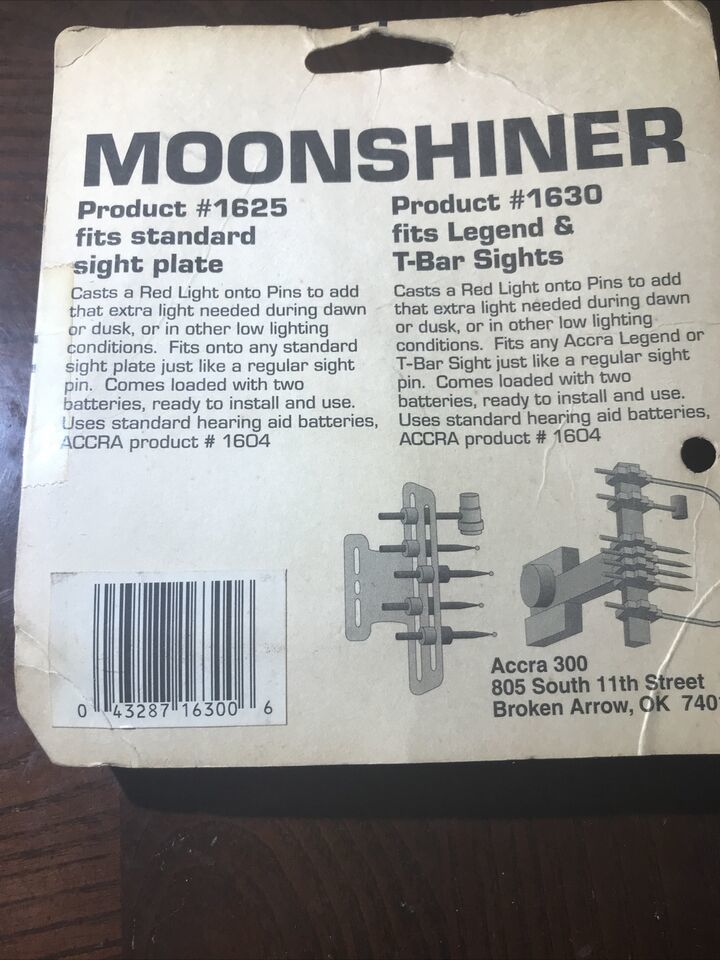 MOONSHINER
Product #1625
fits standard
sight plate
Casts a Red Light onto Pins to add
that extra light needed during dawn
or dusk, or in other low lighting
conditions. Fits onto any standard
sight plate just like a regular sight
pin. Comes loaded with two
batteries, ready to install and use.
Uses standard hearing aid batteries,
ACCRA product # 1604
Product #1630
fits Legend &
T-Bar Sights
Casts a Red Light onto Pins to add
that extra light needed during dawn
or dusk, or in other low lighting
conditions. Fits any Accra Legend or
T-Bar Sight just like a regular sight
pin. Comes loaded with two
batteries, ready to install and use.
Uses standard hearing aid batteries,
ACCRA product # 1604
0 43287 16300 6
Accra 300
805 South 11th Street
Broken Arrow, OK 740